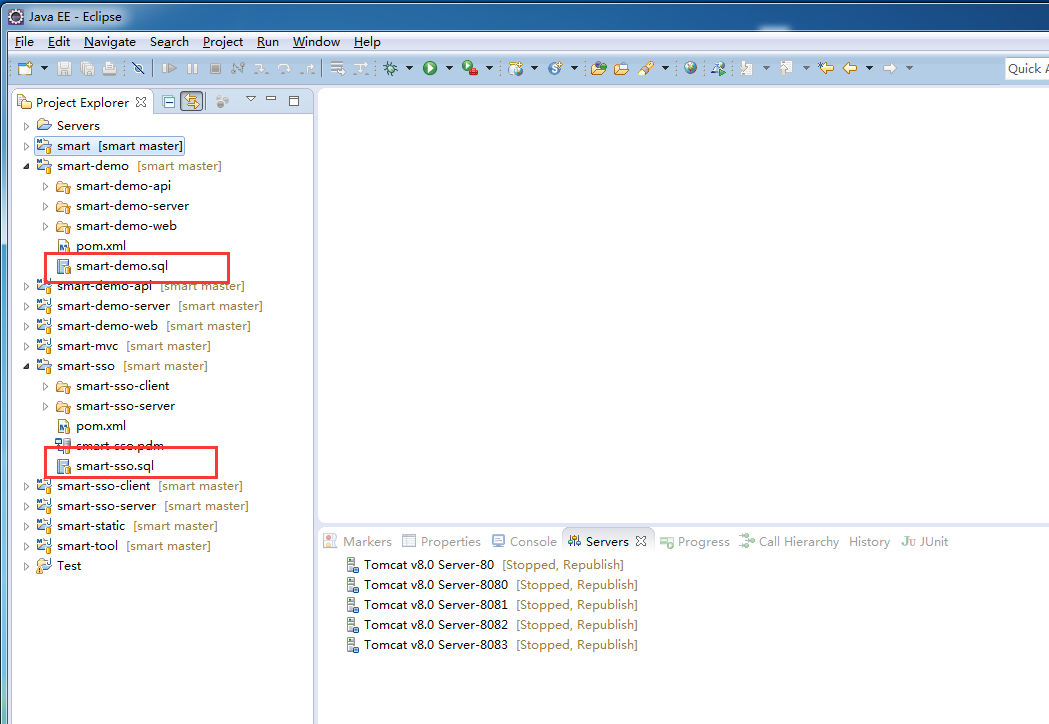 Java EE - Eclipse
File Edit Navigate Search Project Run Window Help
Quick A
Project Explorer
Servers
smart [smart master]
smart-demo [smart master]
smart-demo-api
smart-demo-server
smart-demo-web
pom.xml
smart-demo.sql
smart-demo-api [smart master]
smart-demo-server [smart master]
smart-demo-web [smart master]
smart-mvc [smart master]
smart-sso [smart master]
smart-sso-client
smart-sso-server
pom.xml
smart-sso.pdm
smart-sso.sql
smart-sso-client [smart master]
smart-sso-server [smart master]
smart-static [smart master]
smart-tool [smart master]
Test
Markers Properties Console Servers Progress Call Hierarchy History JUnit
Tomcat v8.0 Server-80 [Stopped, Republish]
Tomcat v8.0 Server-8080 [Stopped, Republish]
Tomcat v8.0 Server-8081 [Stopped, Republish]
Tomcat v8.0 Server-8082 [Stopped, Republish]
Tomcat v8.0 Server-8083 [Stopped, Republish]